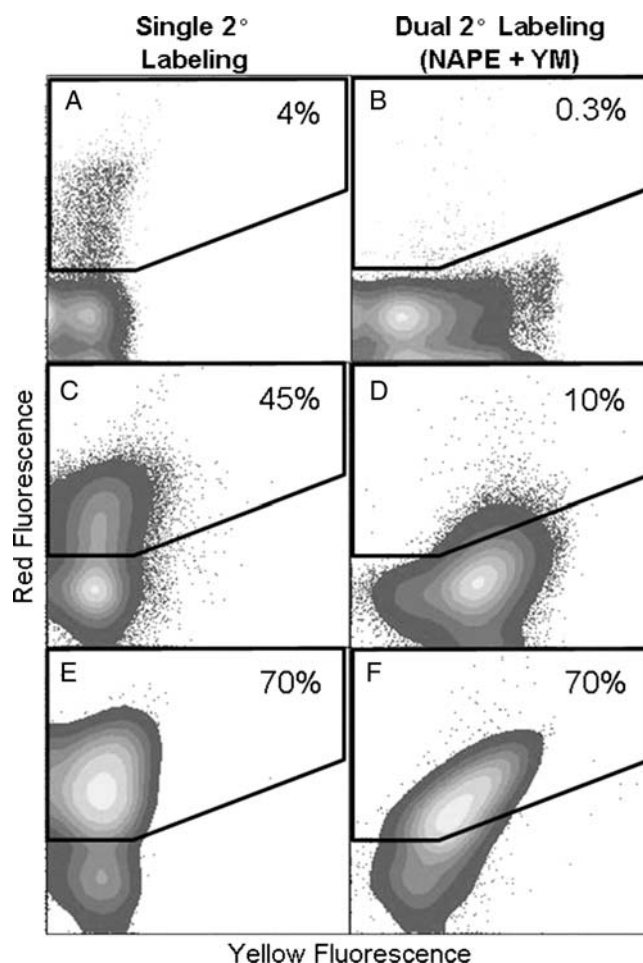 Single 2° Labeling
Dual 2° Labeling (NAPE + YM)
A
4%
B
0.3%
C
45%
D
10%
E
70%
F
70%
Red Fluorescence
Yellow Fluorescence